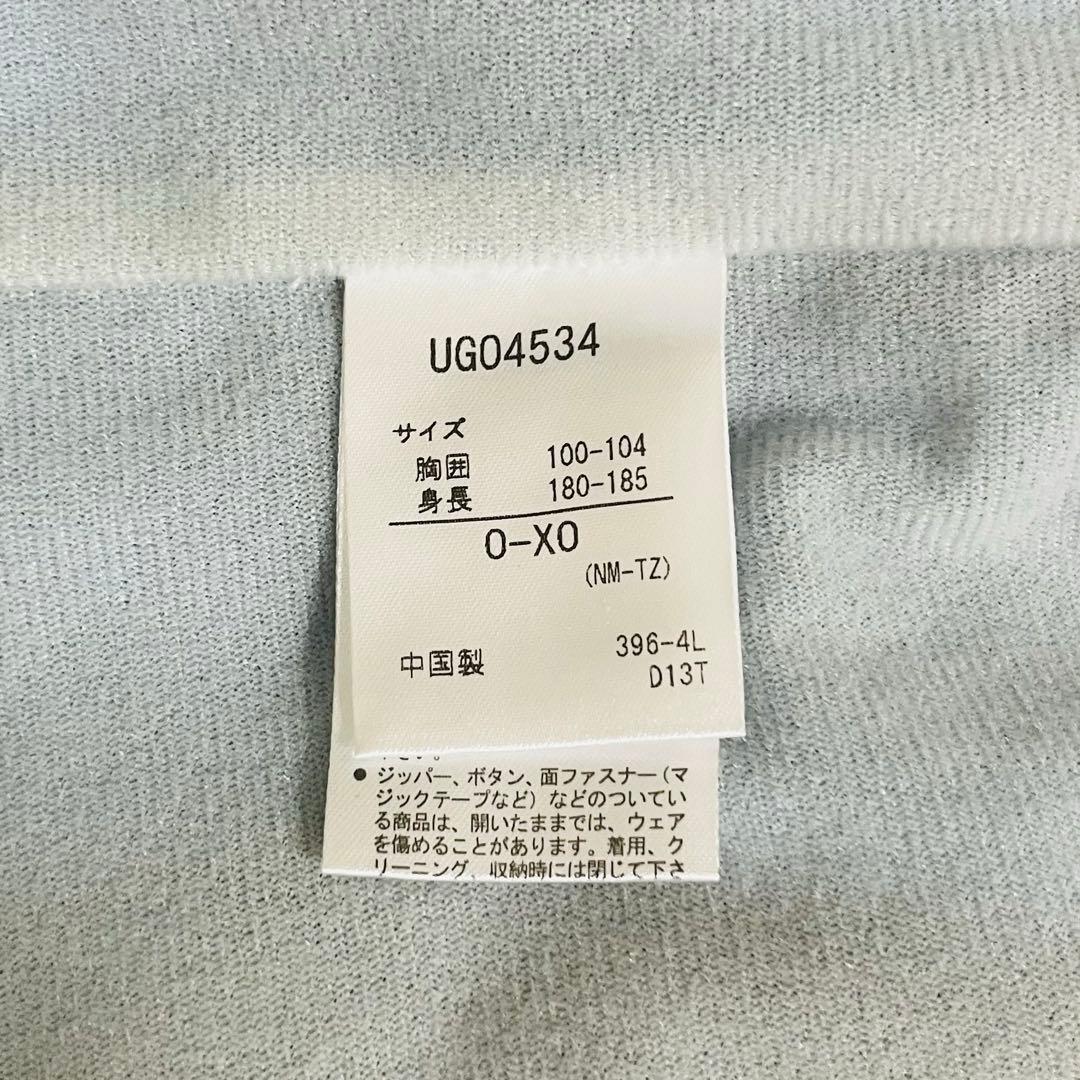 UG04534
サイズ
胸囲 100-104
身長 180-185
O-XO
(NM-TZ)
中国製 396-4L
D13T
● ジッパー、ボタン、面ファスナー(マ
ジックテープなど)などのついてい
る商品は、開いたままでは、ウェア
を傷めることがあります。着用、ク
リーニング、収納時には閉じて下さ